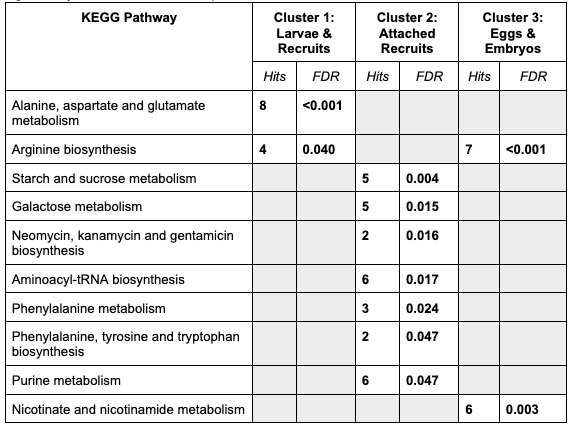 KEGG Pathway
Cluster 1:
Larvae &
Recruits
Cluster 2:
Attached
Recruits
Cluster 3:
Eggs &
Embryos
Hits FDR Hits FDR Hits FDR
Alanine, aspartate and glutamate
metabolism
8 <0.001
Arginine biosynthesis 4 0.040 7 <0.001
Starch and sucrose metabolism 5 0.004
Galactose metabolism 5 0.015
Neomycin, kanamycin and gentamicin
biosynthesis
2 0.016
Aminoacyl-tRNA biosynthesis 6 0.017
Phenylalanine metabolism 3 0.024
Phenylalanine, tyrosine and tryptophan
biosynthesis
2 0.047
Purine metabolism 6 0.047
Nicotinate and nicotinamide metabolism 6 0.003